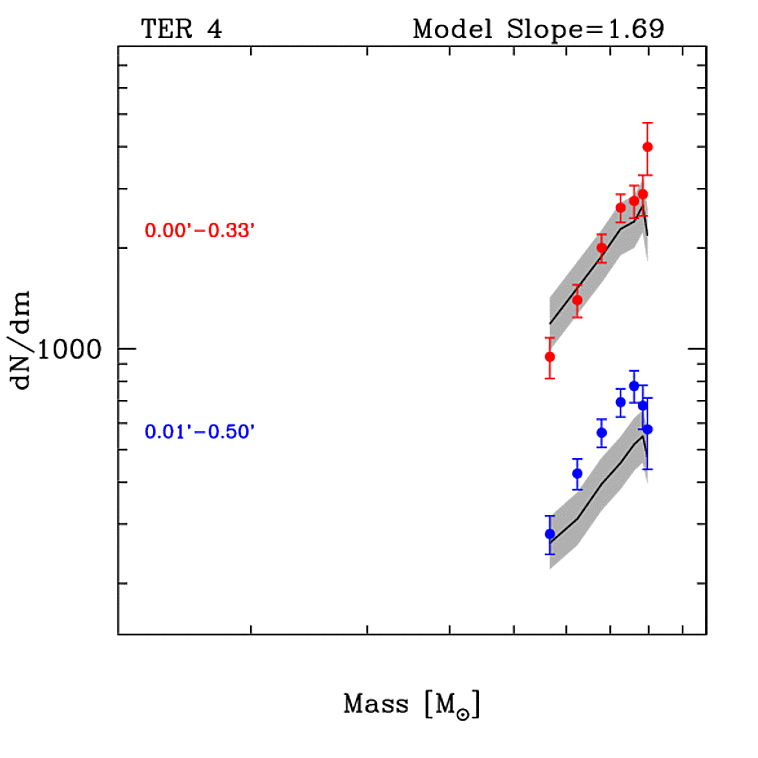 TER 4 Model Slope=1.69
0.00'-0.33'
dN/dm
1000
0.01'-0.50'
Mass [M⊙]